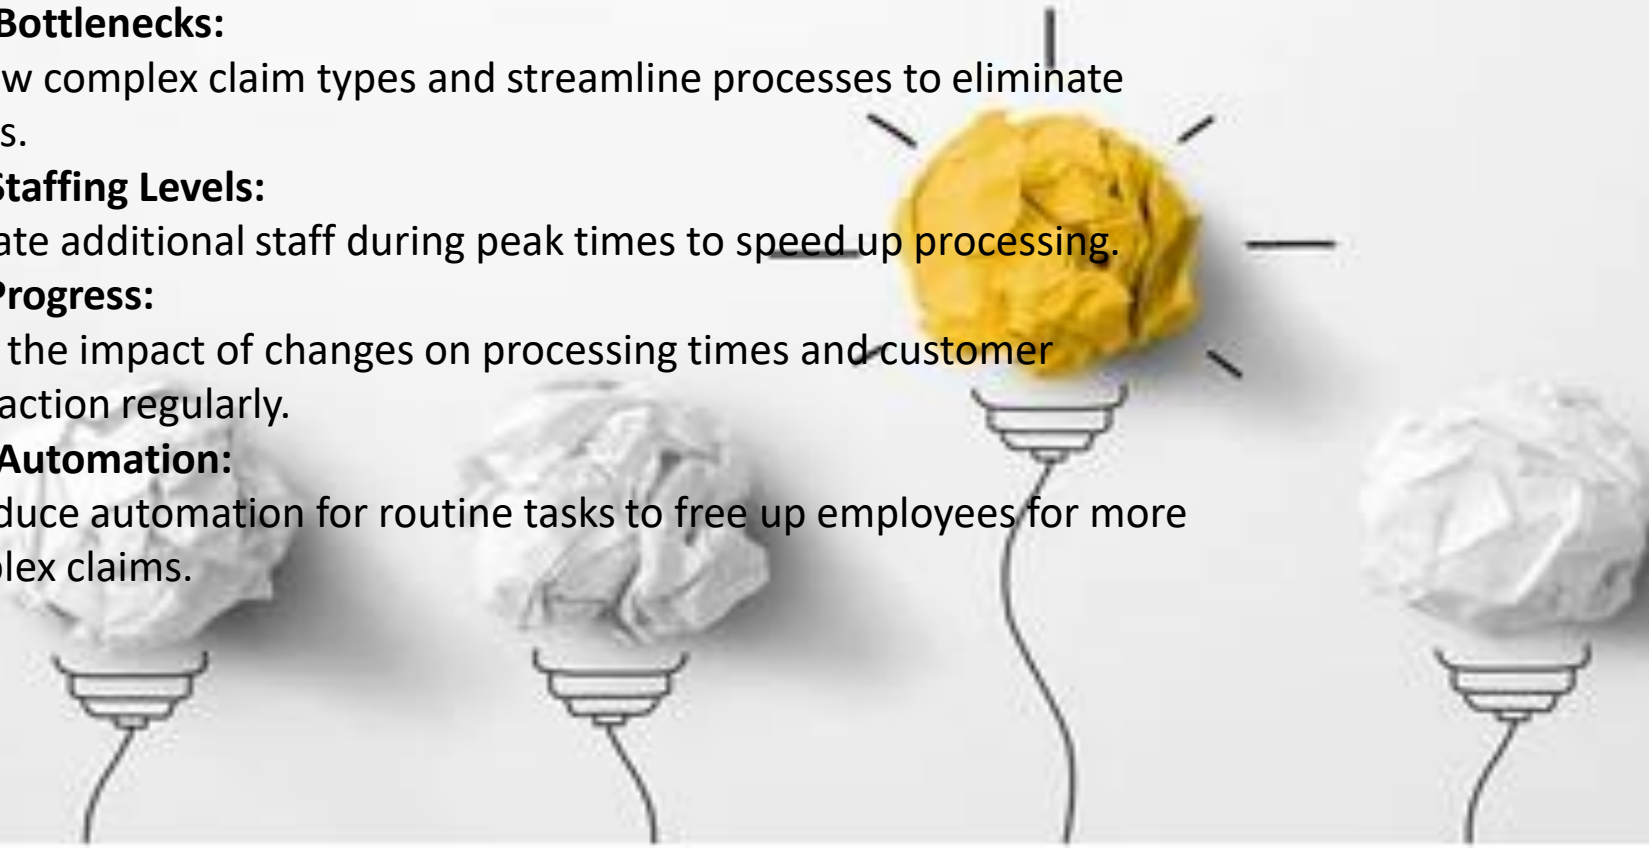 Bottlenecks:
w complex claim types and streamline processes to eliminate
s.
Staffing Levels:
ate additional staff during peak times to speed up processing.
Progress:
the impact of changes on processing times and customer
action regularly.
Automation:
duce automation for routine tasks to free up employees for more
plex claims.